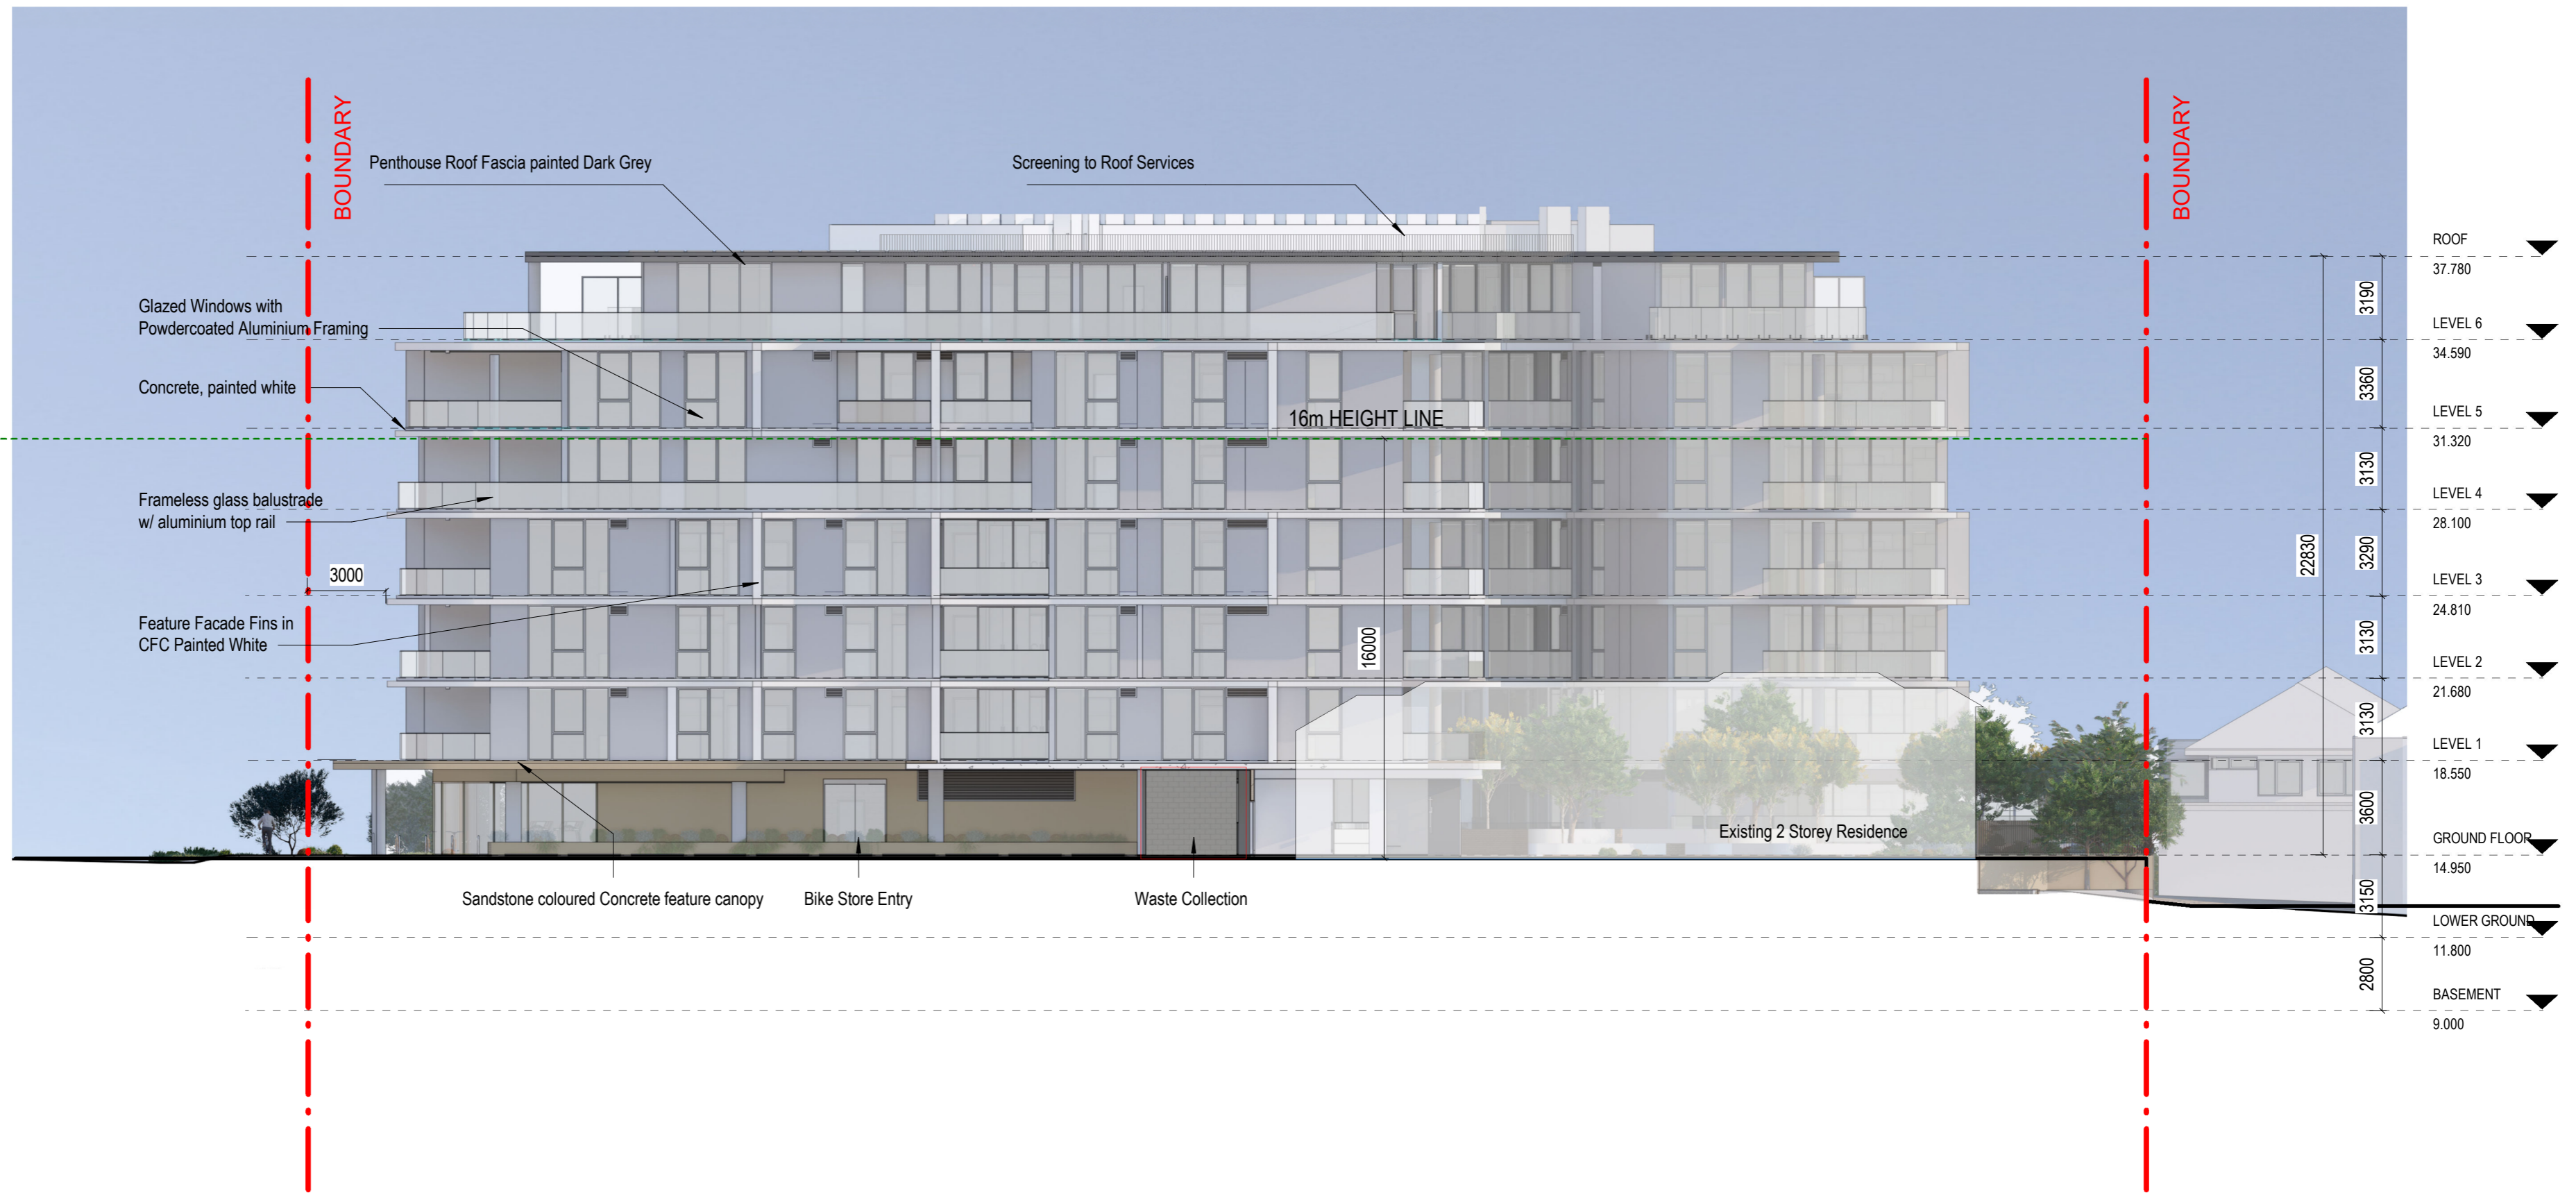 BOUNDARY
BOUNDARY
Penthouse Roof Fascia painted Dark Grey
Screening to Roof Services
Glazed Windows with
Powdercoated Aluminium Framing
Concrete, painted white
16m HEIGHT LINE
Frameless glass balustrade
w/ aluminium top rail
3000
Feature Facade Fins in
CFC Painted White
16000
Existing 2 Storey Residence
Sandstone coloured Concrete feature canopy
Bike Store Entry
Waste Collection
22830
3190
3360
3130
3290
3130
3130
3600
3150
2800
ROOF
37.780
LEVEL 6
34.590
LEVEL 5
31.320
LEVEL 4
28.100
LEVEL 3
24.810
LEVEL 2
21.680
LEVEL 1
18.550
GROUND FLOOR
14.950
LOWER GROUND
11.800
BASEMENT
9.000